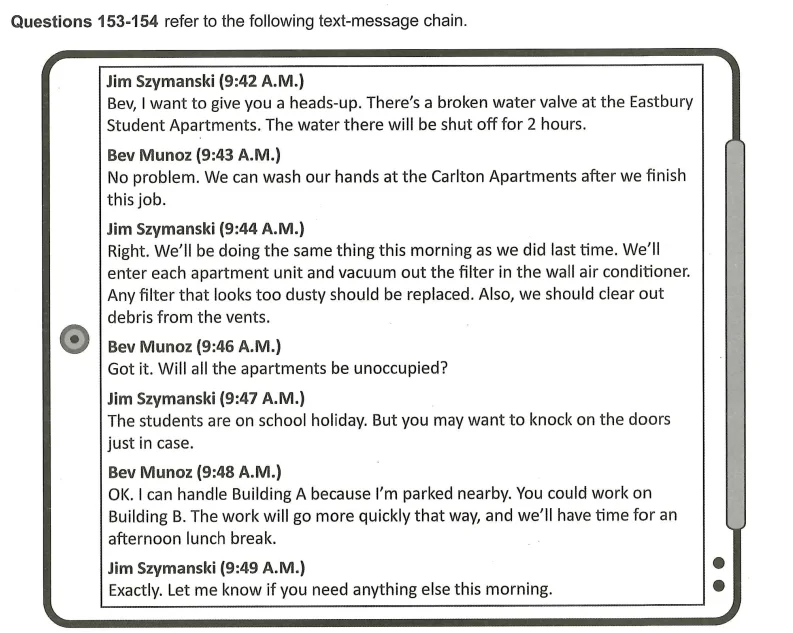 Questions 153-154 refer to the following text-message chain.
Jim Szymanski (9:42 A.M.)
Bev, I want to give you a heads-up. There's a broken water valve at the Eastbury
Student Apartments. The water there will be shut off for 2 hours.
Bev Munoz (9:43 A.M.)
No problem. We can wash our hands at the Carlton Apartments after we finish
this job.
Jim Szymanski (9:44 A.M.)
Right. We'll be doing the same thing this morning as we did last time. We'll
enter each apartment unit and vacuum out the filter in the wall air conditioner.
Any filter that looks too dusty should be replaced. Also, we should clear out
debris from the vents.
Bev Munoz (9:46 A.M.)
Got it. Will all the apartments be unoccupied?
Jim Szymanski (9:47 A.M.)
The students are on school holiday. But you may want to knock on the doors
just in case.
Bev Munoz (9:48 A.M.)
OK. I can handle Building A because I'm parked nearby. You could work on
Building B. The work will go more quickly that way, and we'll have time for an
afternoon lunch break.
Jim Szymanski (9:49 A.M.)
Exactly. Let me know if you need anything else this morning.